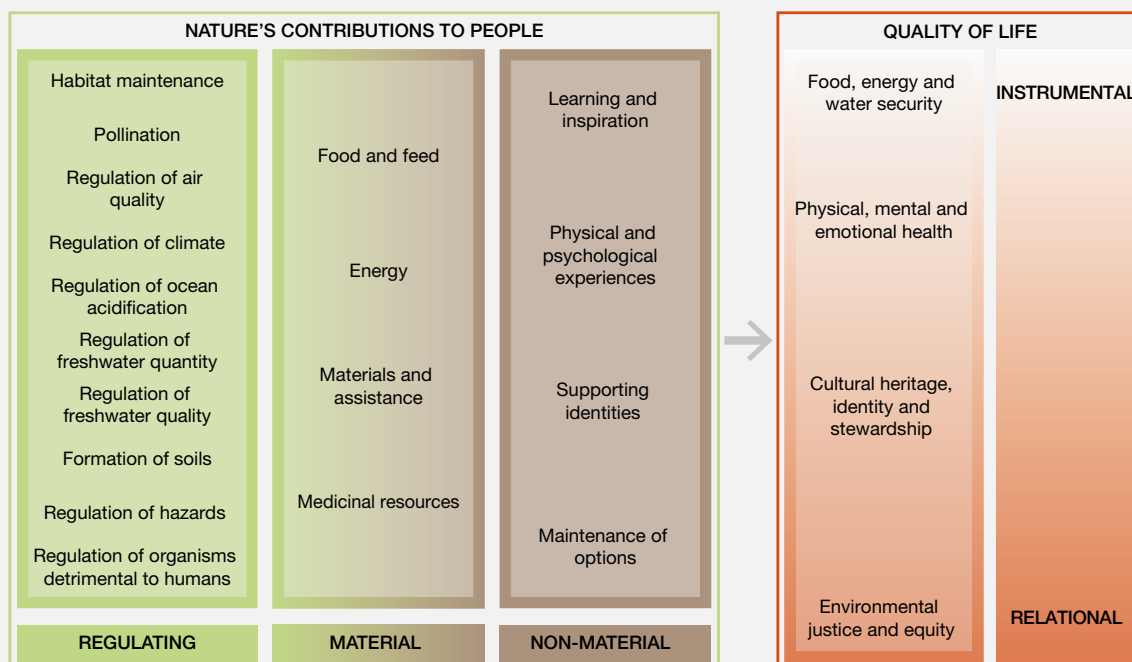 NATURE'S CONTRIBUTIONS TO PEOPLE
Habitat maintenance
Pollination
Regulation of air
quality
Regulation of climate
Regulation of ocean
acidification
Regulation of
freshwater quantity
Regulation of
freshwater quality
Formation of soils
Regulation of hazards
Regulation of organisms
detrimental to humans
REGULATING
Food and feed
Energy
Materials and
assistance
Medicinal resources
MATERIAL
Learning and
inspiration
Physical and
psychological
experiences
Supporting
identities
Maintenance of
options
NON-MATERIAL
QUALITY OF LIFE
Food, energy and
water security
Physical, mental and
emotional health
Cultural heritage,
identity and
stewardship
Environmental
justice and equity
INSTRUMENTAL
RELATIONAL